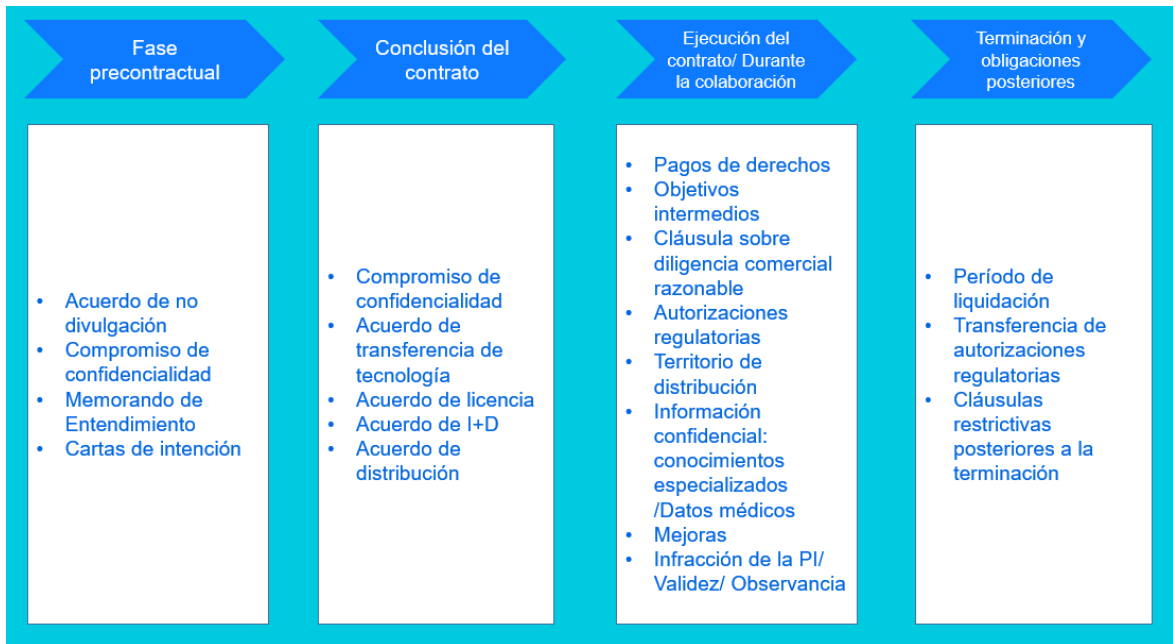 Fase
precontractual
Conclusión del
contrato
Ejecución del
contrato/ Durante
la colaboración
Terminación y
obligaciones
posteriores
• Acuerdo de no
divulgación
• Compromiso de
confidencialidad
• Memorando de
Entendimiento
• Cartas de intención
• Compromiso de
confidencialidad
• Acuerdo de
transferencia de
tecnología
• Acuerdo de licencia
• Acuerdo de I+D
• Acuerdo de
distribución
• Pagos de derechos
• Objetivos
intermedios
• Cláusula sobre
diligencia comercial
razonable
• Autorizaciones
regulatorias
• Territorio de
distribución
• Información
confidencial:
conocimientos
especializados
/Datos médicos
• Mejoras
• Infracción de la PI/
Validez/ Observancia
• Período de
liquidación
• Transferencia de
autorizaciones
regulatorias
• Cláusulas
restrictivas
posteriores a la
terminación